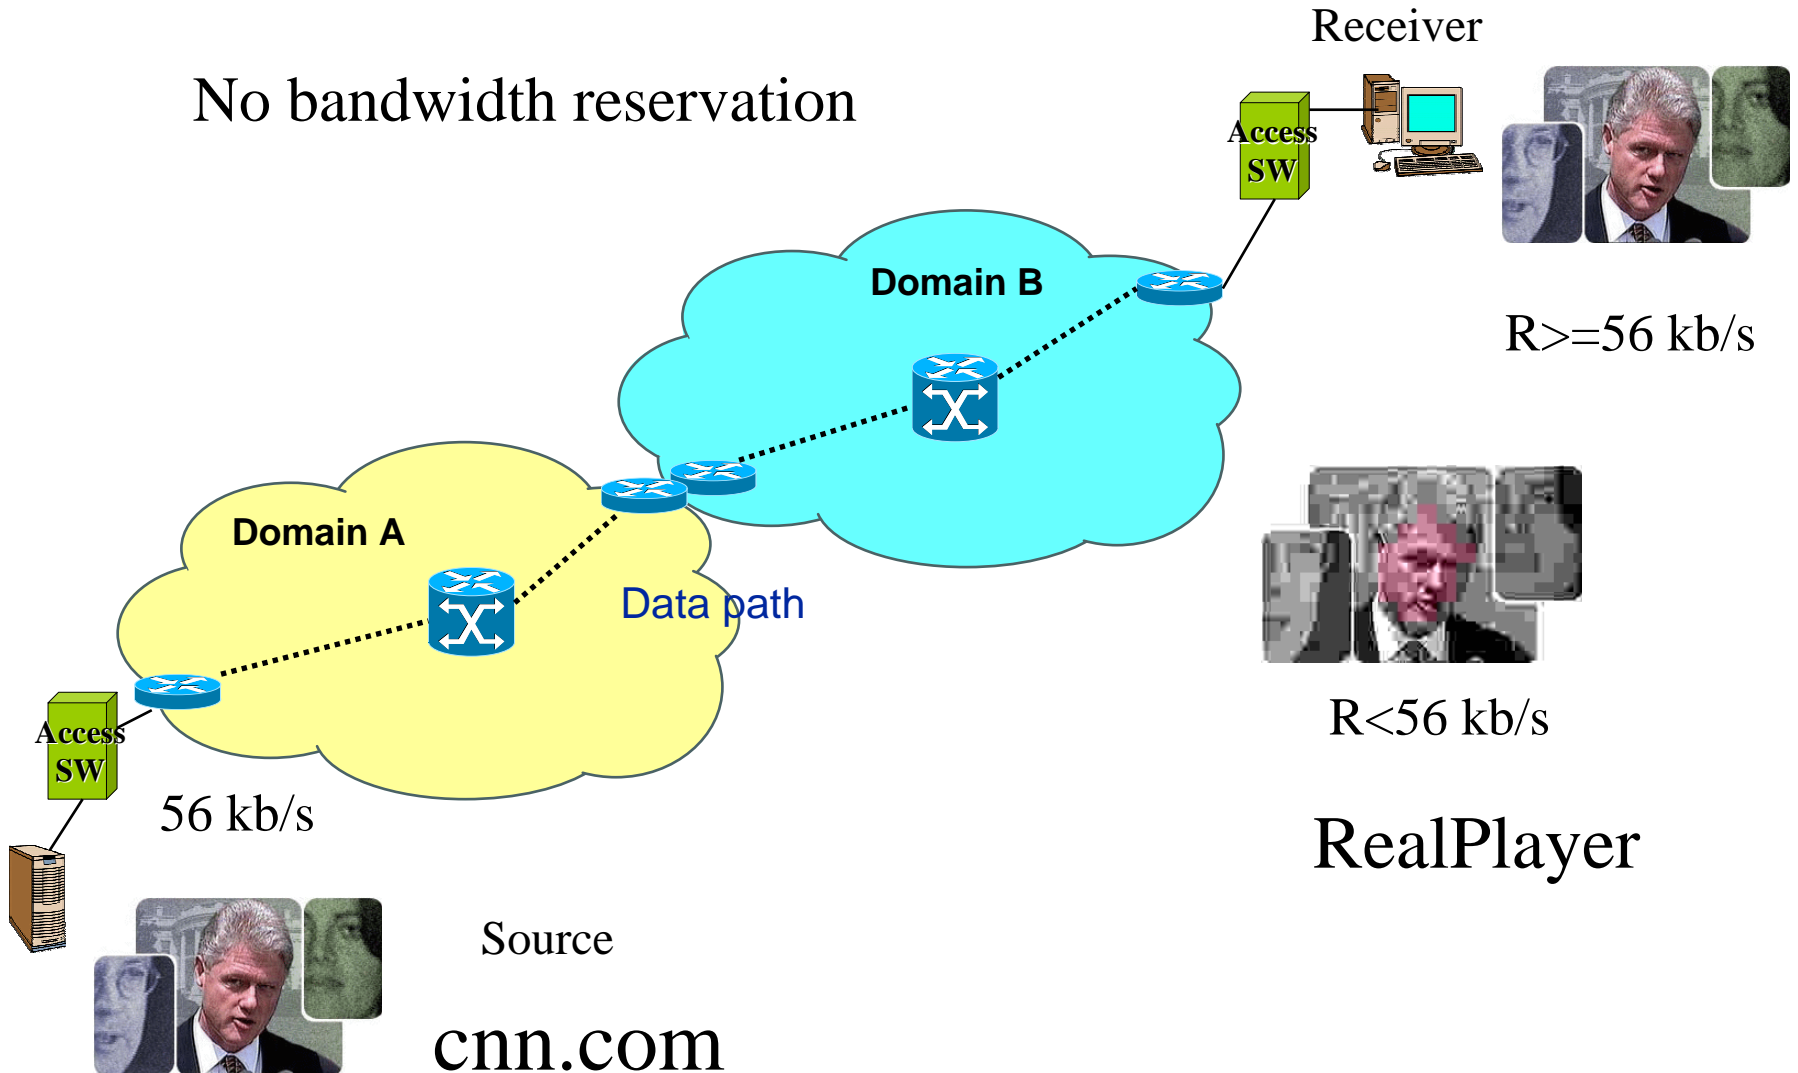 Receiver
No bandwidth reservation
Access
SW
Domain B
R>=56 kb/s
Domain A
Data path
R<56 kb/s
Access
SW
56 kb/s
RealPlayer
Source
cnn.com